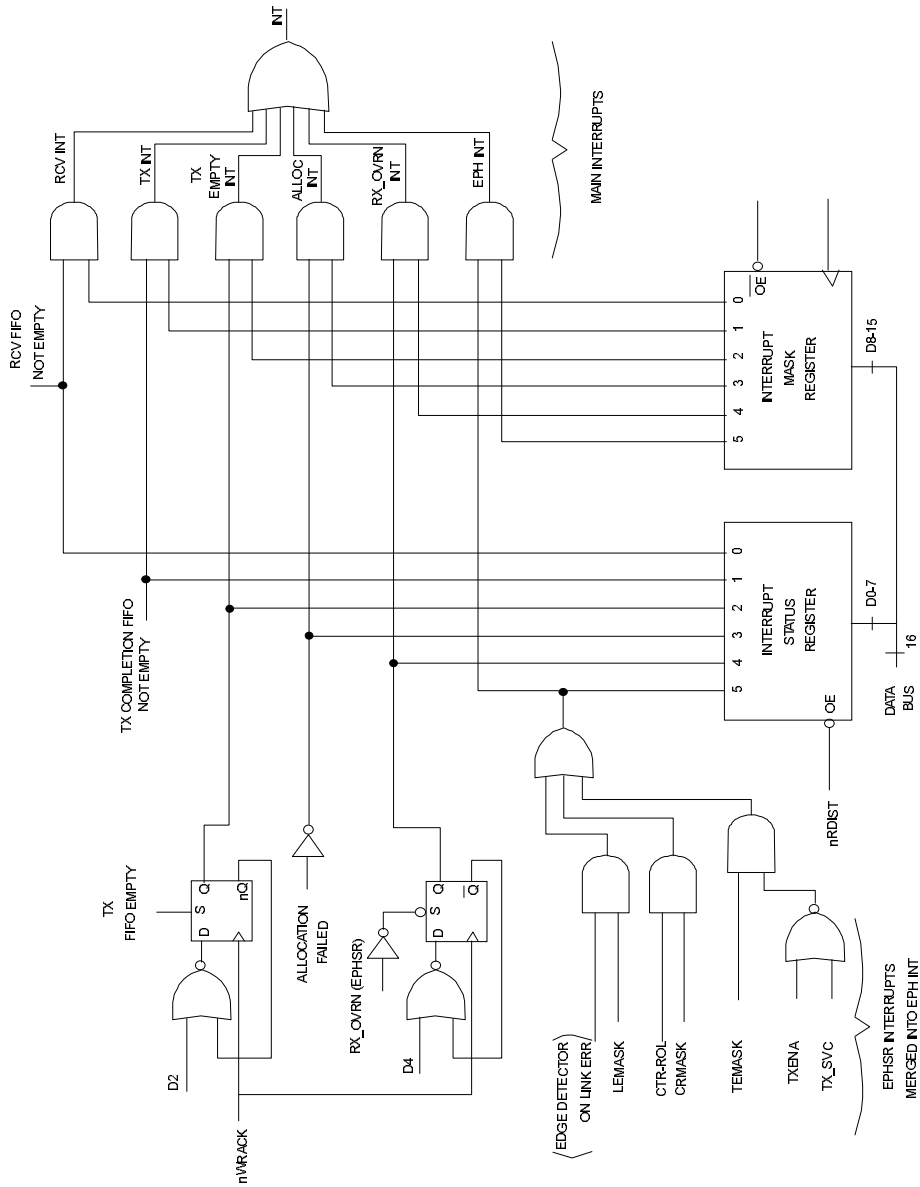 INT
RCV INT
TX INT
TX
EMPTY
INT
ALLOC
INT
RX_OVRN
INT
EPH INT
MAIN INTERRUPTS
RCV FIFO
NOT EMPTY
OE
0
1
2
3
4
5
INTERRUPT
MASK
REGISTER
D8-15
TX COMPLETION FIFO
NOT EMPTY
0
1
2
3
4
5
INTERRUPT
STATUS
REGISTER
D0-7
OE
16
DATA
BUS
nRDIST
TX
FIFO EMPTY
S
D
Q
nQ
D2
nWRACK
ALLOCATION
FAILED
RX_OVRN (EPHSR)
S
D
Q
Q
D4
EDGE DETECTOR
ON LINK ERR
LEMASK
CTR-ROL
CRMASK
TEMASK
TXENA
TX_SVC
EPHSR INTERRUPTS
MERGED INTO EPH INT